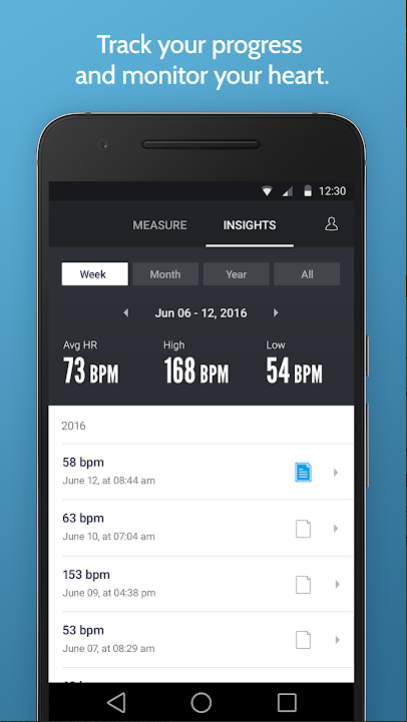 Track your progress
and monitor your heart.
12:30
MEASURE INSIGHTS
Week Month Year All
Jun 06 - 12, 2016
Avg HR High Low
73 BPM 168 BPM 54 BPM
2016
58 bpm
June 12, at 08:44 am
63 bpm
June 10, at 07:04 am
153 bpm
June 09, at 04:38 pm
53 bpm
June 07, at 08:29 am